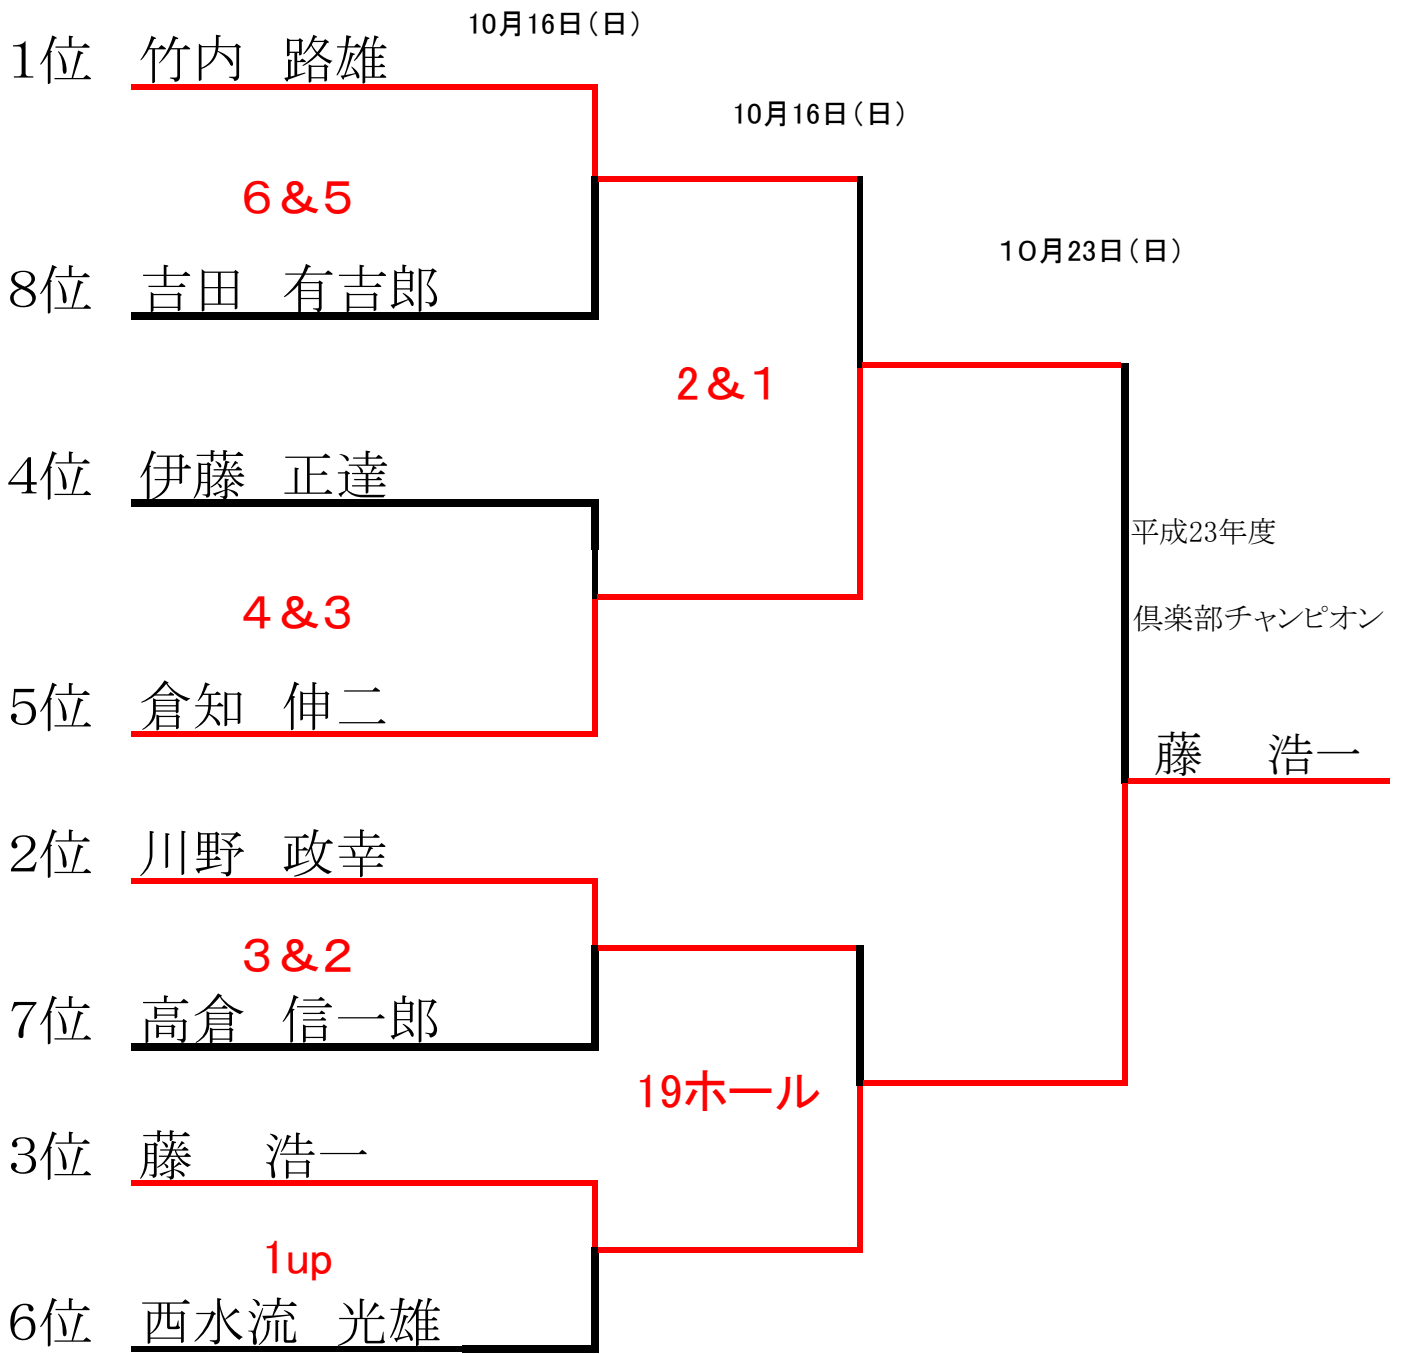 10月16日（日）
1位 竹内 路雄
10月16日（日）
6&5
10月23日（日）
8位 吉田 有吉郎
2&1
4位 伊藤 正達
平成23年度
4&3
倶楽部チャンピオン
5位 倉知 伸二
藤 浩一
2位 川野 政幸
3&2
7位 高倉 信一郎
19ホール
3位 藤 浩一
1up
6位 西水流 光雄